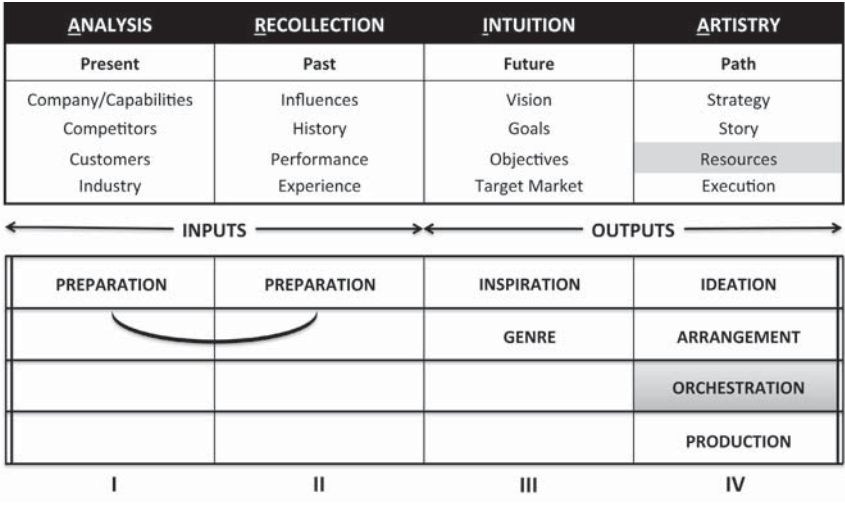 ANALYSIS RECOLLECTION INTUITION ARTISTRY
Present Past Future Path
Company/Capabilities Influences Vision Strategy
Competitors History Goals Story
Customers Performance Objectives Resources
Industry Experience Target Market Execution
INPUTS OUTPUTS
PREPARATION PREPARATION INSPIRATION IDEATION
GENRE ARRANGEMENT
ORCHESTRATION
PRODUCTION
I II III IV